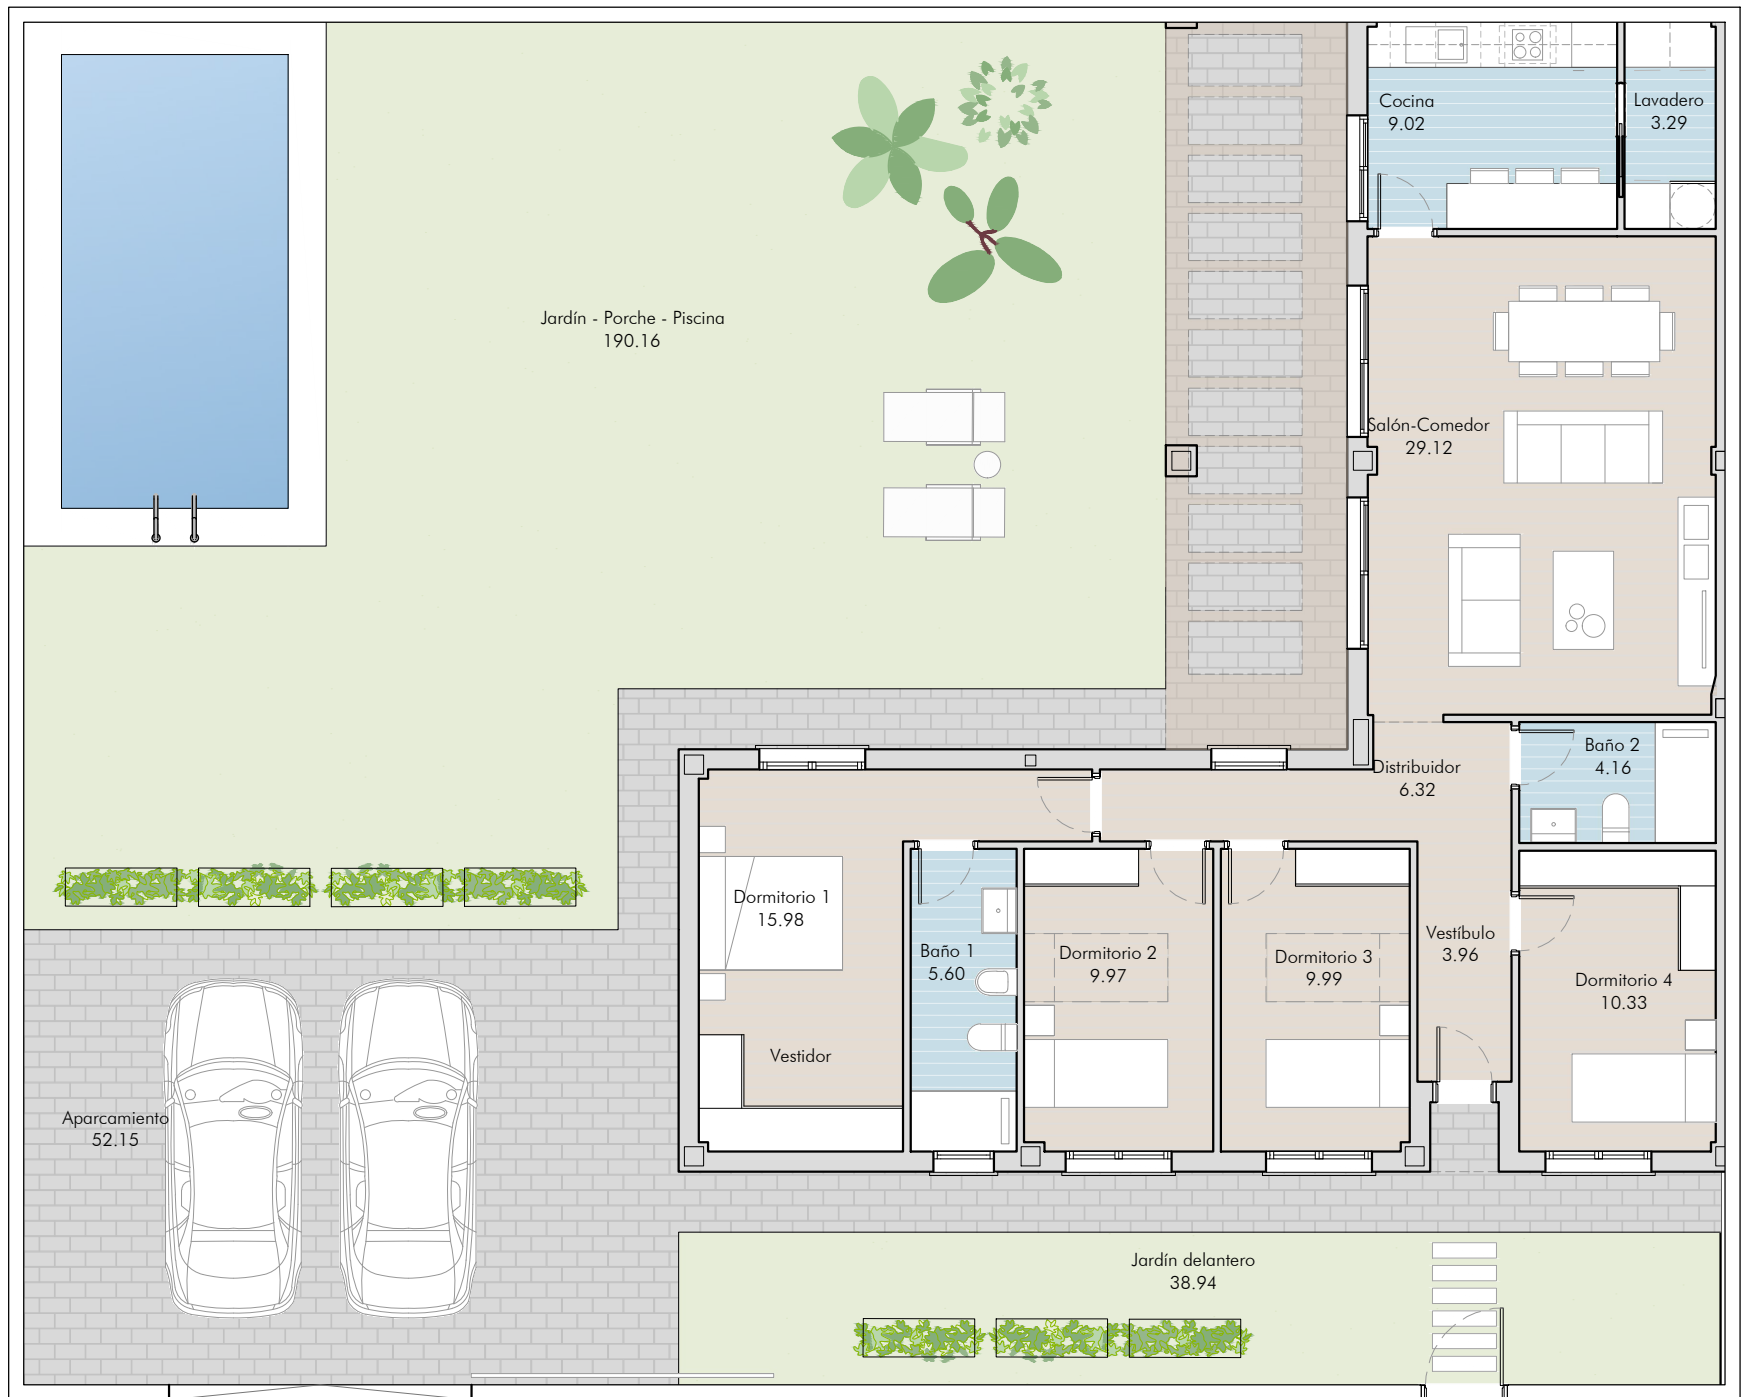 Cocina
9.02
Lavadero
3.29
Jardín - Porche - Piscina
190.16
Salón-Comedor
29.12
Distribuidor
6.32
Baño 2
4.16
Dormitorio 1
15.98
Baño 1
5.60
Dormitorio 2
9.97
Dormitorio 3
9.99
Vestíbulo
3.96
Dormitorio 4
10.33
Vestidor
Aparcamiento
52.15
Jardín delantero
38.94